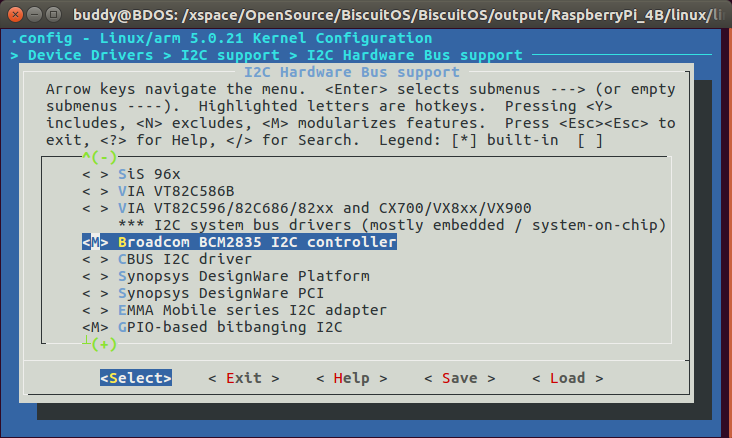 buddy@BDOS: /xspace/OpenSource/BiscuitOS/BiscuitOS/output/RaspberryPi_4B/linux/li
.config - Linux/arm 5.0.21 Kernel Configuration
> Device Drivers > I2C support > I2C Hardware Bus support
I2C Hardware Bus support
Arrow keys navigate the menu.  <Enter> selects submenus ---> (or empty
submenus ----).  Highlighted letters are hotkeys.  Pressing <Y>
includes, <N> excludes, <M> modularizes features.  Press <Esc><Esc> to
exit, <?> for Help, </> for Search.  Legend: [*] built-in  [ ]
^(-)
< > SiS 96x
< > VIA VT82C586B
< > VIA VT82C596/82C686/82xx and CX700/VX8xx/VX900
*** I2C system bus drivers (mostly embedded / system-on-chip)
<M> Broadcom BCM2835 I2C controller
< > CBUS I2C driver
< > Synopsys DesignWare Platform
< > Synopsys DesignWare PCI
< > EMMA Mobile series I2C adapter
<M> GPIO-based bitbanging I2C
(+)
<Select>    < Exit >    < Help >    < Save >    < Load >